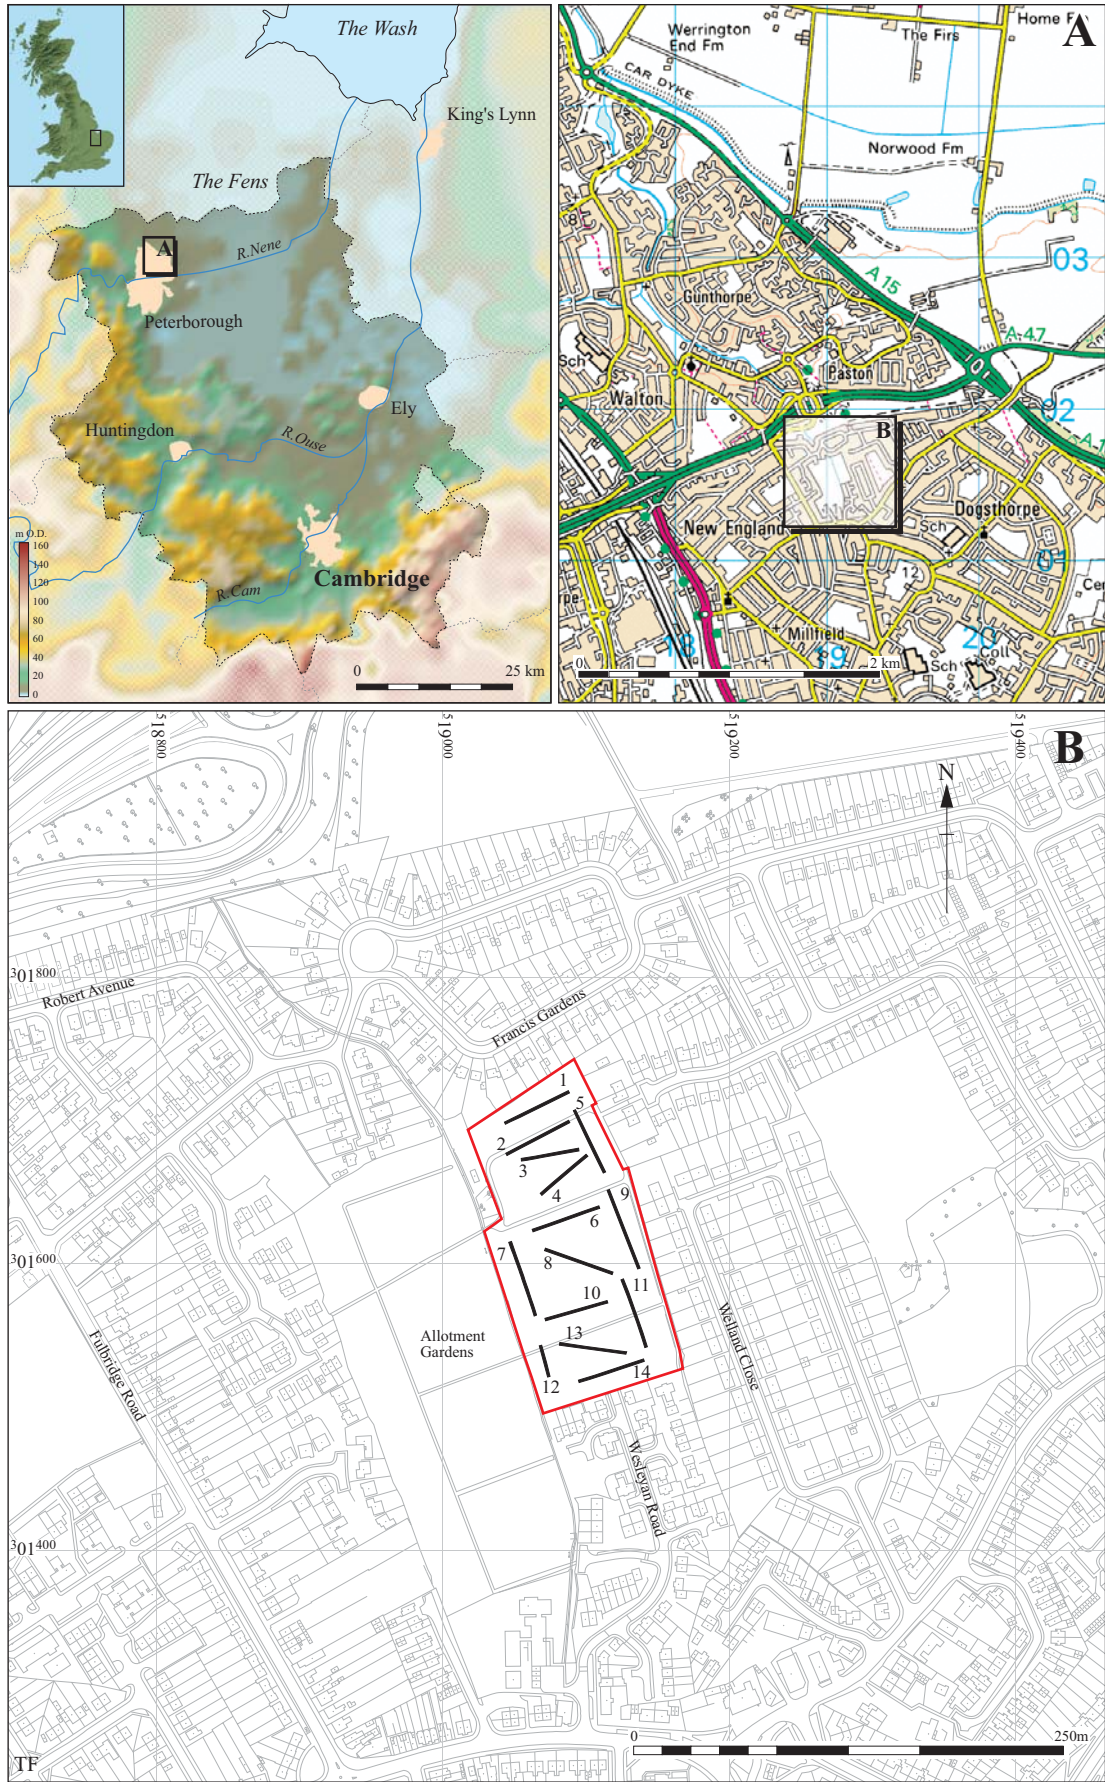 The Wash
King's Lynn
The Fens
A
R.Nene
Peterborough
Ely
Huntingdon
R.Ouse
m O.D.
160
140
120
100
80
60
40
20
0
Cambridge
R.Cam
0
25 km
A
Werrington
End Fm
The Firs
CAR DYKE
Norwood Fm
8
03
A 15
Gunthorpe
A 47
Sch
Paston
Walton
02
B
New England
Dogsthorpe
Sch
01
12
Millfield
18
19
20
Sch
Coll
0
2 km
B
518800
519000
519200
519400
N
301800
Robert Avenue
Francis Gardens
1
5
2
3
4
9
6
7
8
301600
11
10
13
Allotment
Gardens
14
12
Welland Close
Fulbridge Road
Wesleyan Road
301400
0
250m
TF